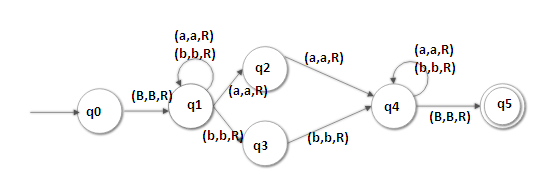 (a,a,R)
(b,b,R)
q0
(B,B,R)
q1
q2
(a,a,R)
(a,a,R)
(b,b,R)
q3
(b,b,R)
(a,a,R)
(b,b,R)
q4
(B,B,R)
q5